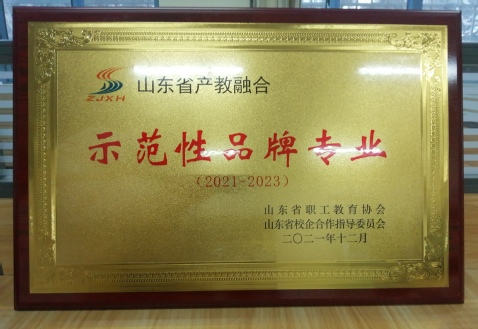 山东省产教融合
ZJXH
示范性品牌专业
(2021-2023)
山东省职工教育协会
山东省校企合作指导委员会
二〇二一年十二月